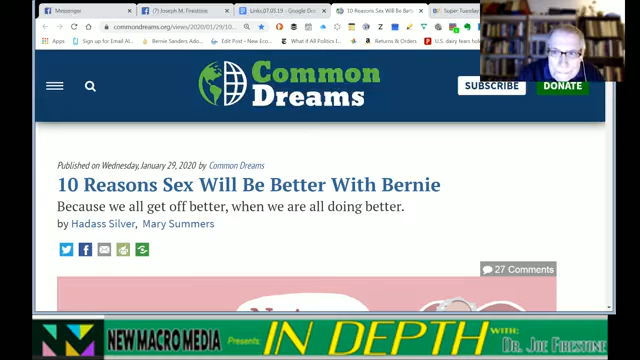 Messenger
(7) Joseph M. Firestone
Links,07.05.19 - Google Do
10 Reasons Sex Will Be Bette
Super Tuesday
commondreams.org/views/2020/01/29/10
Apps
Sign up for Email Al
Bernie Sanders Ado
Edit Post ‹ New Eco
What If All Politics I
Returns & Orders
U.S. dairy farm hold
Common
Dreams
SUBSCRIBE
DONATE
Published on Wednesday, January 29, 2020 by Common Dreams
10 Reasons Sex Will Be Better With Bernie
Because we all get off better, when we are all doing better.
by Hadass Silver, Mary Summers
27 Comments
NEW MACRO MEDIA
Presents:
IN DEPTH
WITH:
DR. JOE FIRESTONE